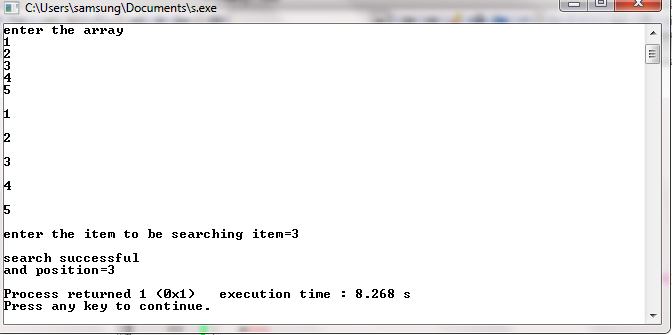 C:\Users\samsung\Documents\s.exe
enter the array
1
2
3
4
5
1
2
3
4
5
enter the item to be searching item=3
search successful
and position=3
Process returned 1 (0x1)   execution time : 8.268 s
Press any key to continue.